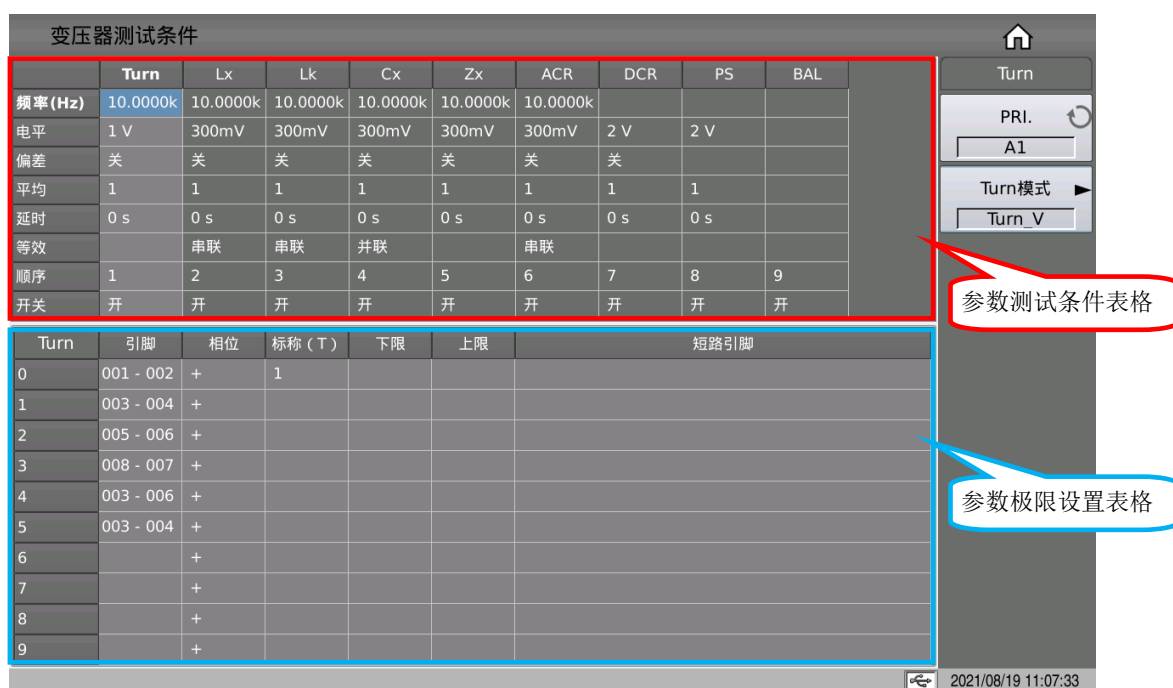 变压器测试条件
Turn Lx Lk Cx Zx ACR DCR PS BAL
频率(Hz) 10.0000k 10.0000k 10.0000k 10.0000k 10.0000k 10.0000k
电平 1 V 300mV 300mV 300mV 300mV 300mV 2 V 2 V
偏差 关 关 关 关 关 关 关
平均 1 1 1 1 1 1 1 1
延时 0 s 0 s 0 s 0 s 0 s 0 s 0 s 0 s
等效 串联 串联 并联 串联
顺序 1 2 3 4 5 6 7 8 9
开关 开 开 开 开 开 开 开 开 开
Turn 引脚 相位 标称 ( T ) 下限 上限 短路引脚
0 001 - 002 + 1
1 003 - 004 +
2 005 - 006 +
3 008 - 007 +
4 003 - 006 +
5 003 - 004 +
6 +
7 +
8 +
9 +
Turn
PRI.
A1
Turn模式
Turn_V
参数测试条件表格
参数极限设置表格
2021/08/19 11:07:33